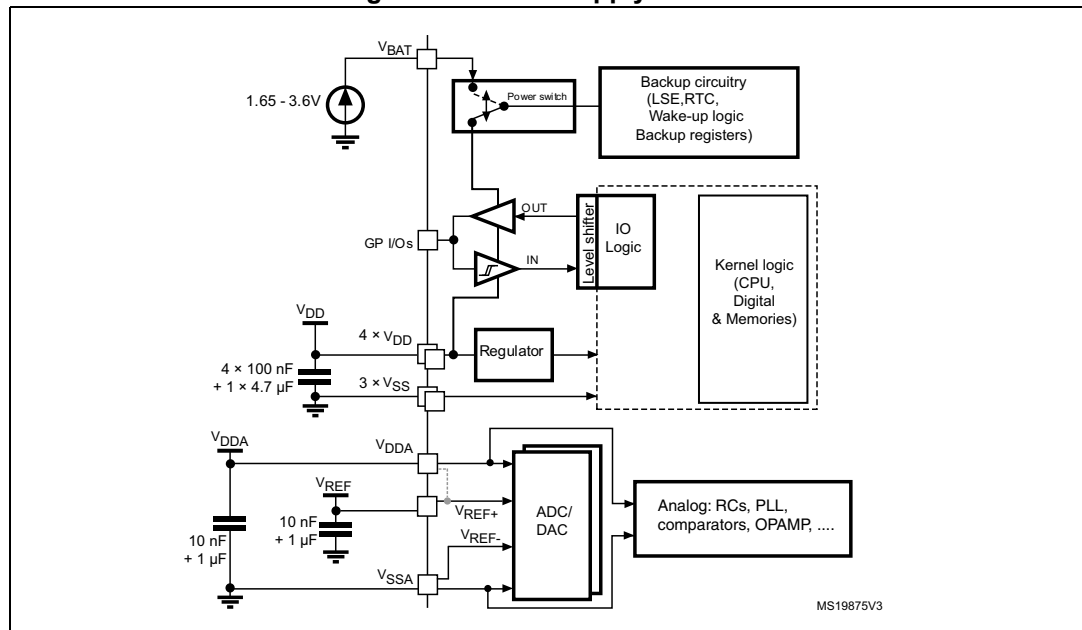 VBAT
1.65 - 3.6V
Power switch
Backup circuitry
(LSE,RTC,
Wake-up logic
Backup registers)
OUT
GP I/Os
IN
Level shifter
IO
Logic
Kernel logic
(CPU,
Digital
& Memories)
VDD
4 × VDD
Regulator
4 × 100 nF
+ 1 × 4.7 µF
3 × VSS
VDDA
VDDA
VREF
VREF+
10 nF
+ 1 µF
10 nF
+ 1 µF
VREF-
ADC/
DAC
Analog: RCs, PLL,
comparators, OPAMP, ....
VSSA
MS19875V3